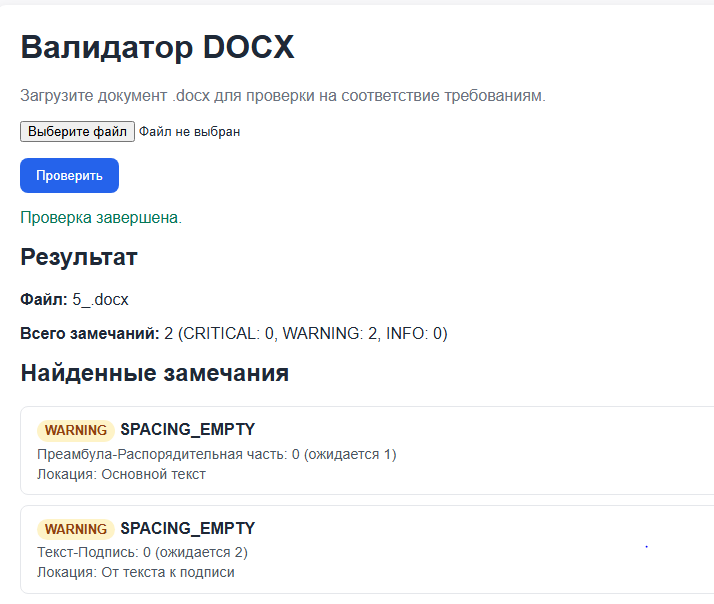 Валидатор DOCX
Загрузите документ .docx для проверки на соответствие требованиям.
Выберите файл Файл не выбран
Проверить
Проверка завершена.
Результат
Файл: 5_.docx
Всего замечаний: 2 (CRITICAL: 0, WARNING: 2, INFO: 0)
Найденные замечания
WARNING SPACING_EMPTY
Преамбула-Распорядительная часть: 0 (ожидается 1)
Локация: Основной текст
WARNING SPACING_EMPTY
Текст-Подпись: 0 (ожидается 2)
Локация: От текста к подписи